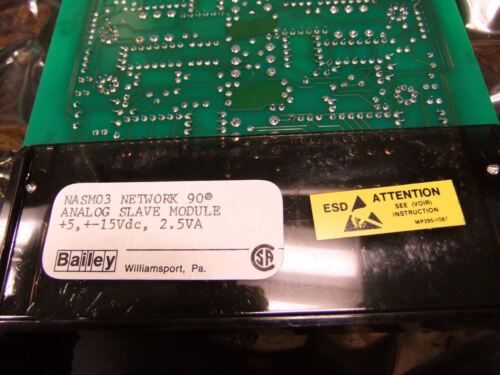 NASM03 NETWORK 90®
ANALOG SLAVE MODULE
+5,+-15Vdc, 2.5VA
Bailey
Williamsport, Pa.
SA
ESD ATTENTION
SEE (VOIR)
INSTRUCTION
MP295-1087